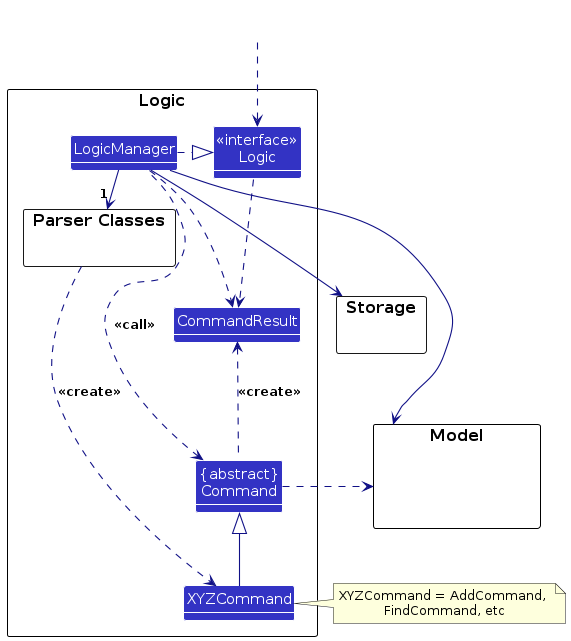 Logic
LogicManager
«interface»
Logic
1
Parser Classes
CommandResult
Storage
«call»
«create»
«create»
Model
{abstract}
Command
XYZCommand
XYZCommand = AddCommand,
FindCommand, etc